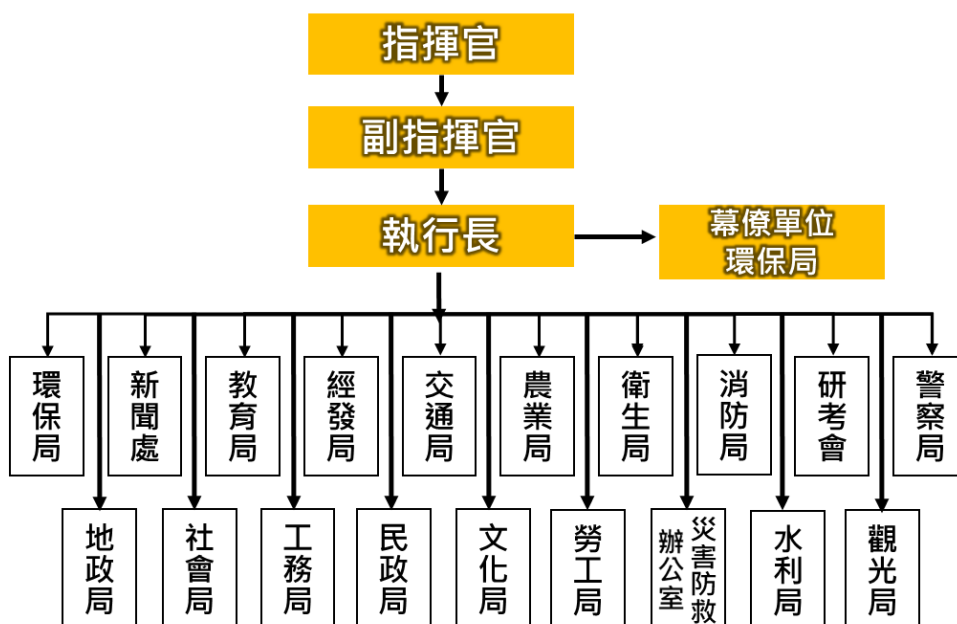 指揮官
副指揮官
執行長
幕僚單位
環保局
環保局
新聞處
教育局
經發局
交通局
農業局
衛生局
消防局
研考會
警察局
地政局
社會局
工務局
民政局
文化局
勞工局
災害防救
辦公室
水利局
觀光局